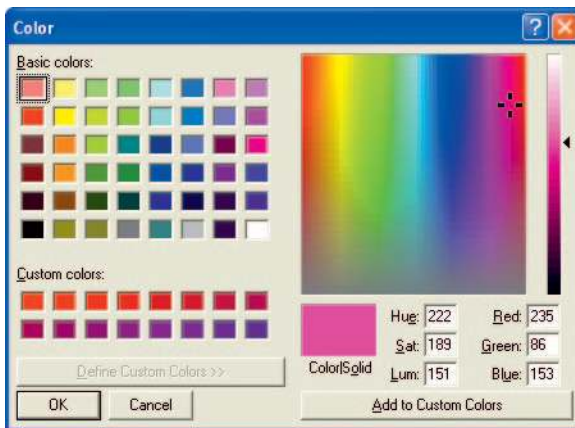 Color
Basic colors:
Custom colors:
Define Custom Colors >>
OK Cancel
Hue: 222 Red: 235
Sat: 189 Green: 86
Color|Solid Lum: 151 Blue: 153
Add to Custom Colors